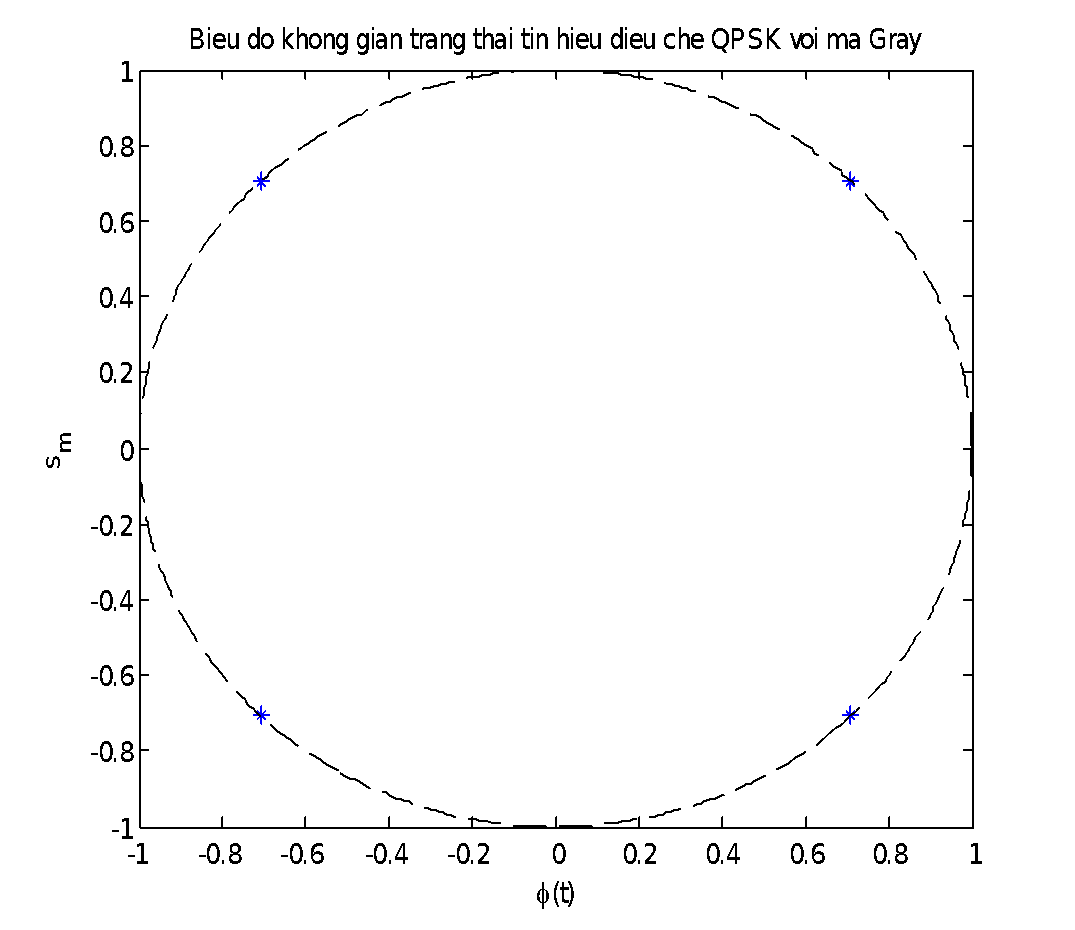 Bieu do khong gian trang thai tin hieu dieu che QPSK voi ma Gray
1
0.8
0.6
0.4
0.2
0
-0.2
-0.4
-0.6
-0.8
-1
s_m
-1 -0.8 -0.6 -0.4 -0.2 0 0.2 0.4 0.6 0.8 1
ϕ(t)